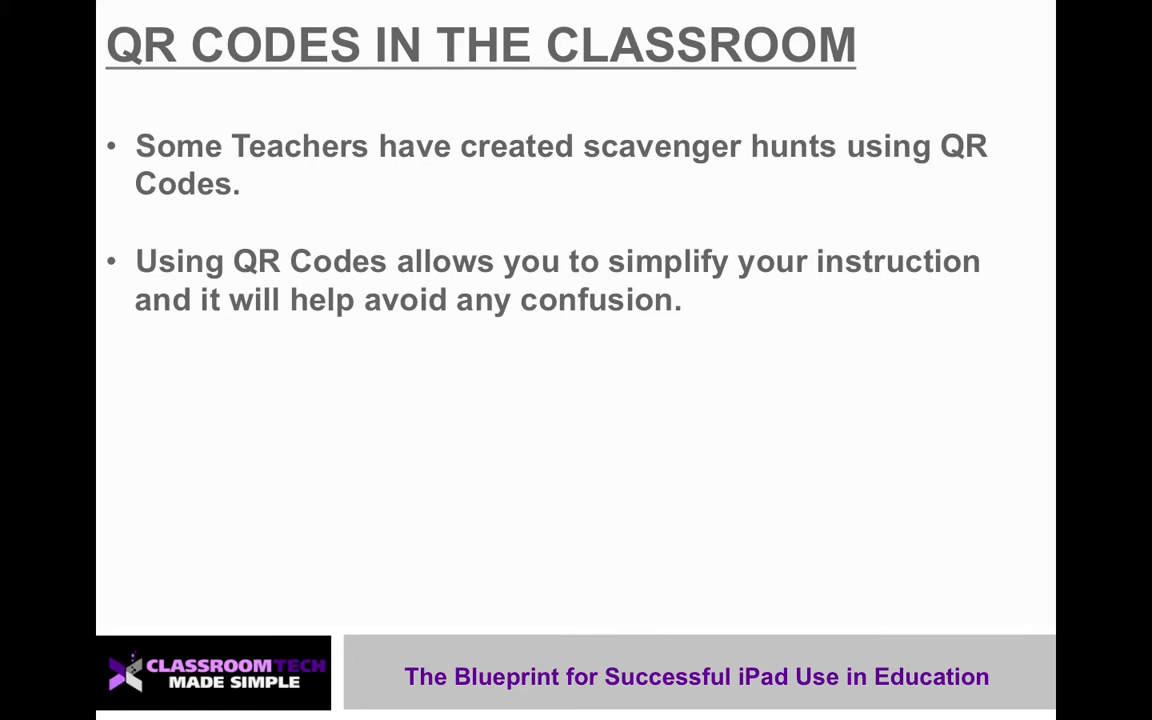 QR CODES IN THE CLASSROOM
• Some Teachers have created scavenger hunts using QR
Codes.
• Using QR Codes allows you to simplify your instruction
and it will help avoid any confusion.
CLASSROOMTECH
MADE SIMPLE
The Blueprint for Successful iPad Use in Education